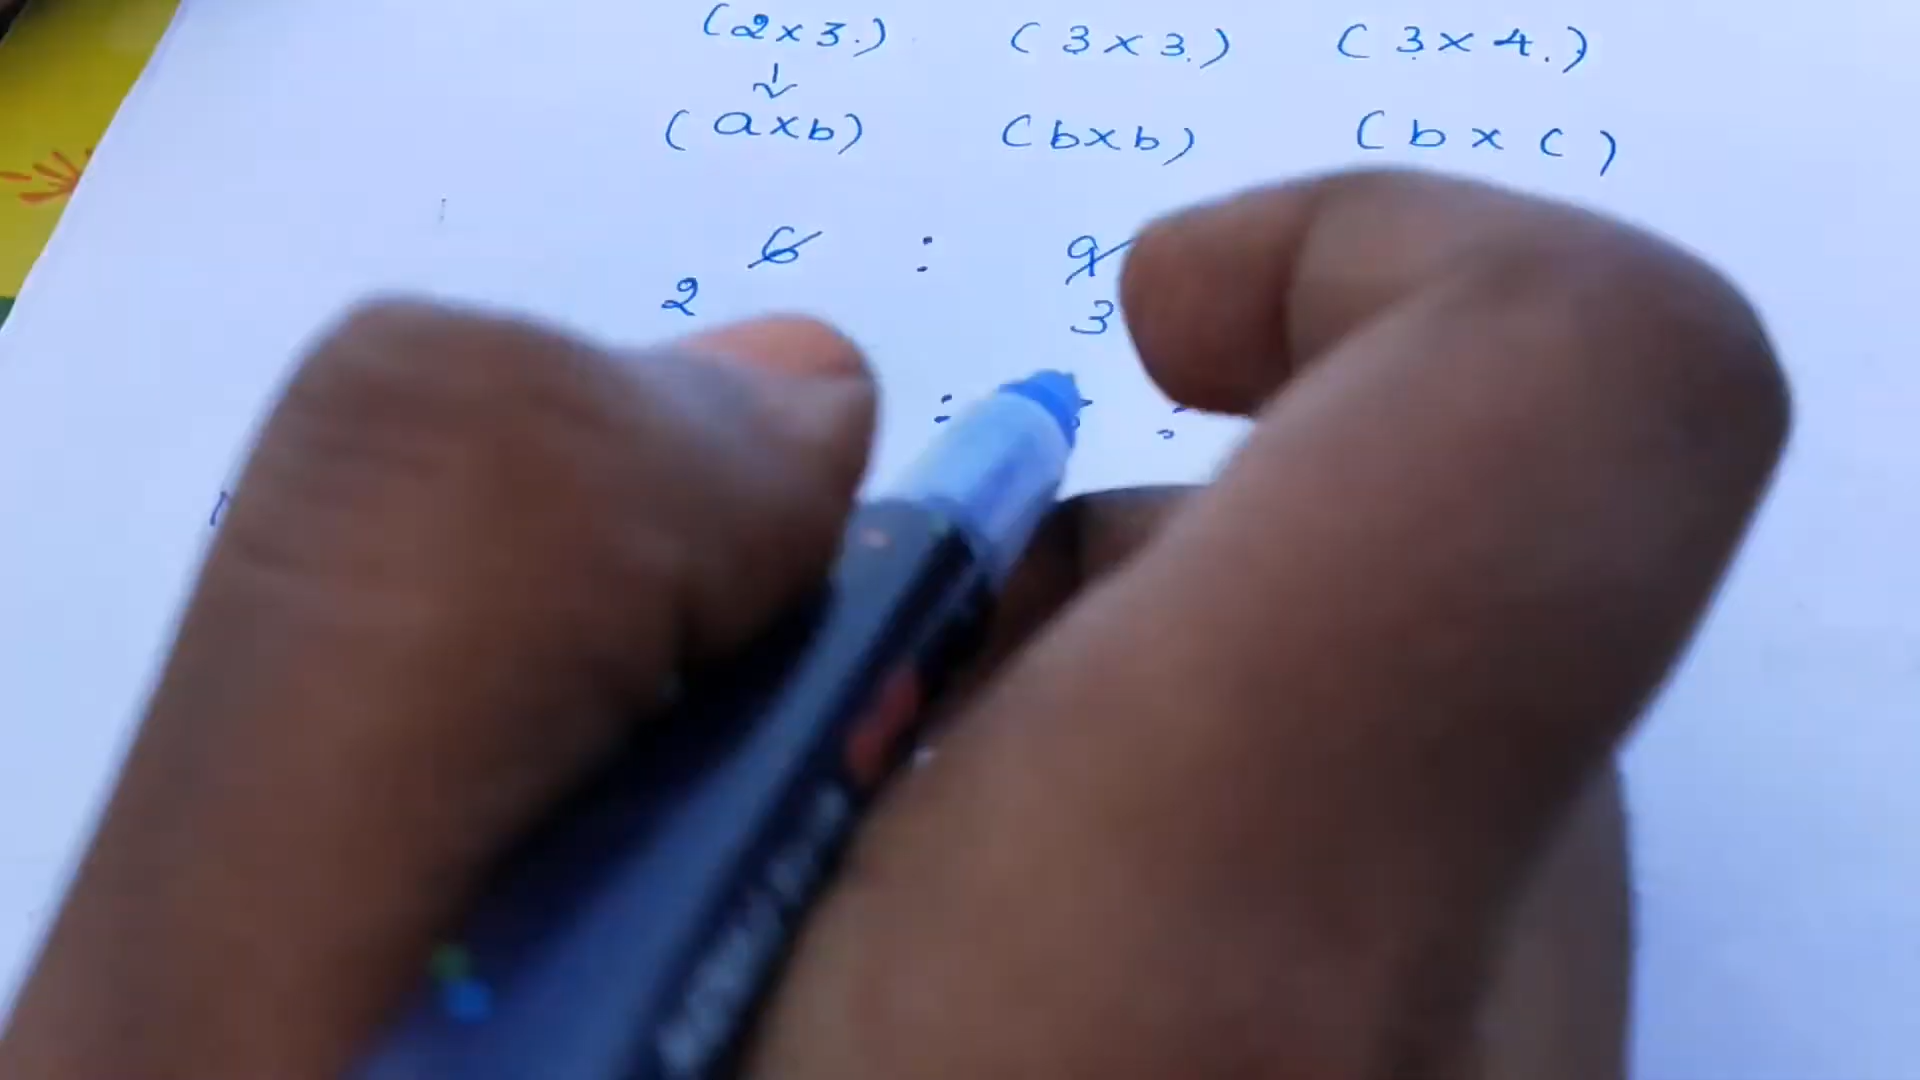 (2×3.) (3×3.) (3×4.)
↓
(a×b) (b×b) (b×c)
6 : 9
2 3
: :